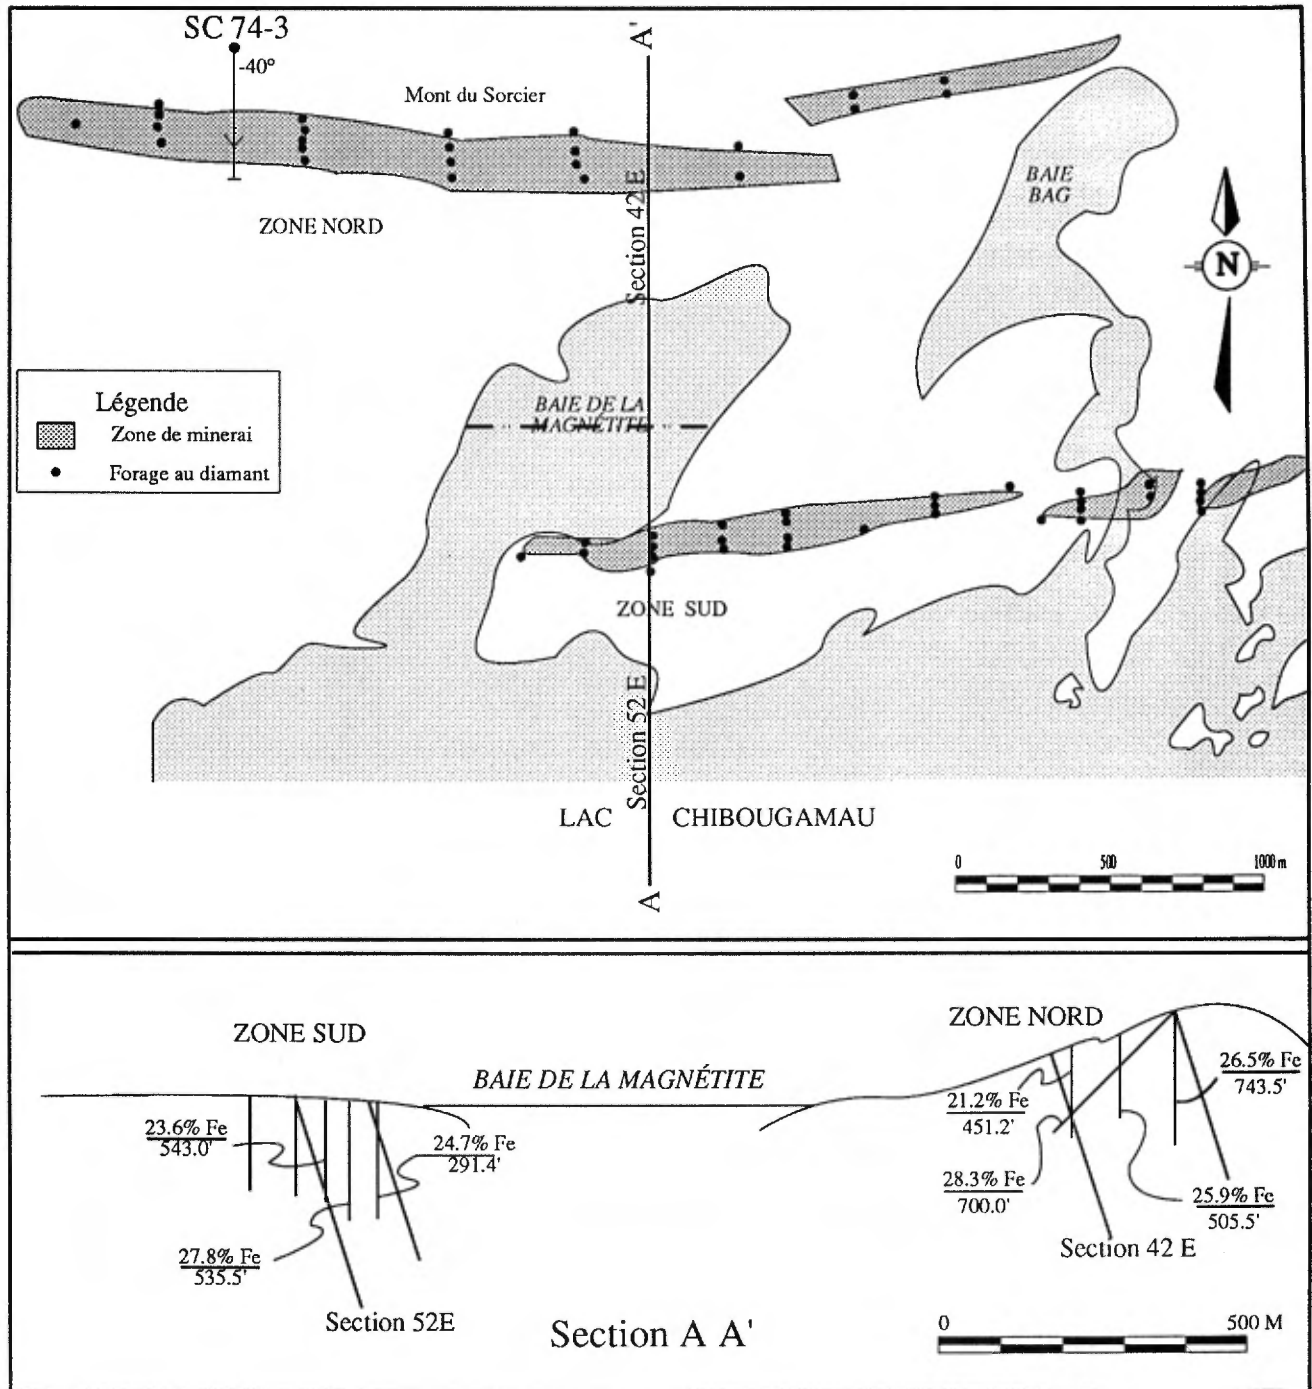 SC 74-3
-40°
A'
Mont du Sorcier
ZONE NORD
Section 42 E
BAIE
BAG
N
Légende
Zone de minerai
Forage au diamant
BAIE DE LA
MAGNÉTITE
ZONE SUD
Section 52 E
LAC CHIBOUGAMAU
A
0 500 1000 m
ZONE SUD
ZONE NORD
BAIE DE LA MAGNÉTITE
23.6% Fe
543.0'
24.7% Fe
291.4'
27.8% Fe
535.5'
Section 52E
21.2% Fe
451.2'
28.3% Fe
700.0'
26.5% Fe
743.5'
25.9% Fe
505.5'
Section 42 E
Section A A'
0 500 M